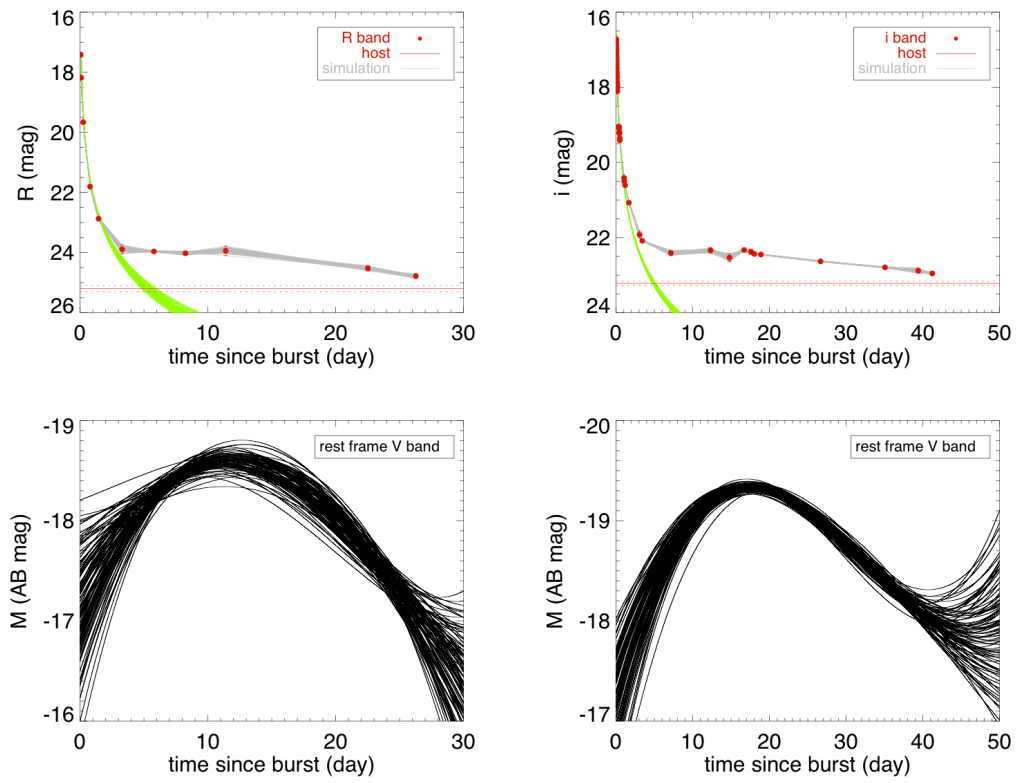 16
18
20
22
24
26
R (mag)
R band
host
simulation
0
10
20
30
time since burst (day)
16
18
20
22
24
i (mag)
i band
host
simulation
0
10
20
30
40
50
time since burst (day)
-19
-18
-17
-16
M (AB mag)
rest frame V band
0
10
20
30
time since burst (day)
-20
-19
-18
-17
M (AB mag)
rest frame V band
0
10
20
30
40
50
time since burst (day)